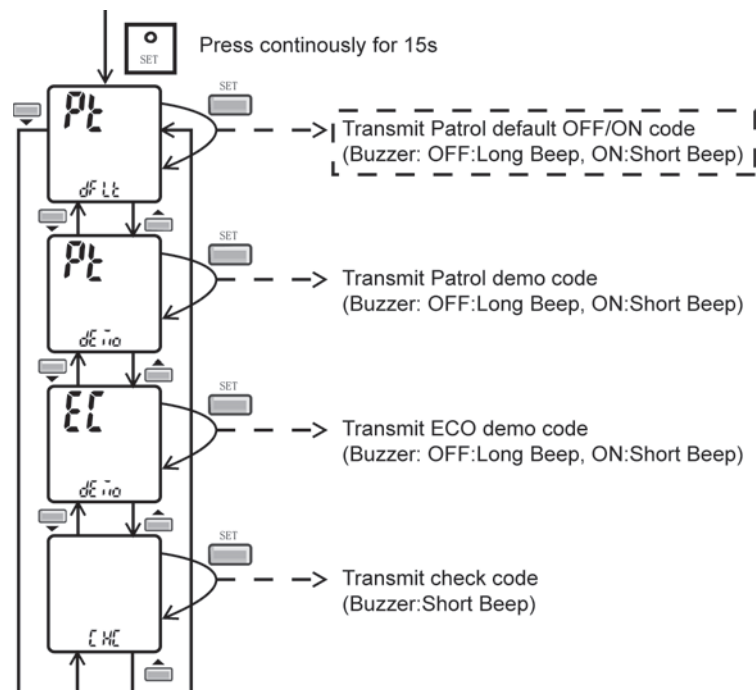 SET
Press continously for 15s
Pt
dFLt
SET
Transmit Patrol default OFF/ON code
(Buzzer: OFF:Long Beep, ON:Short Beep)
Pt
dEmo
SET
Transmit Patrol demo code
(Buzzer: OFF:Long Beep, ON:Short Beep)
EC
dEmo
SET
Transmit ECO demo code
(Buzzer: OFF:Long Beep, ON:Short Beep)
CHC
SET
Transmit check code
(Buzzer:Short Beep)